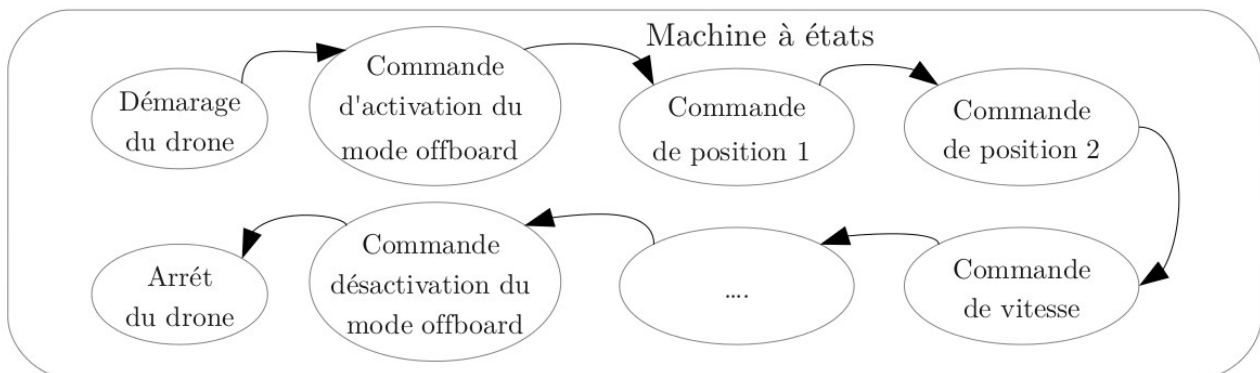 Machine à états
Démarage
du drone
Commande
d'activation du
mode offboard
Commande
de position 1
Commande
de position 2
Commande
de vitesse
....
Commande
désactivation du
mode offboard
Arrét
du drone